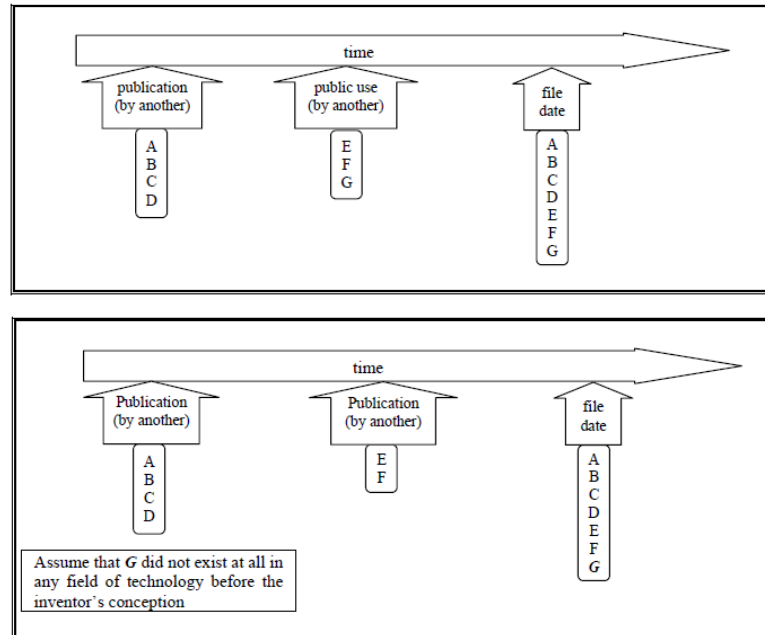 time
publication
(by another)
public use
(by another)
file
date
A
B
C
D
E
F
G
A
B
C
D
E
F
G
time
Publication
(by another)
Publication
(by another)
file
date
A
B
C
D
E
F
A
B
C
D
E
F
G
Assume that G did not exist at all in
any field of technology before the
inventor's conception